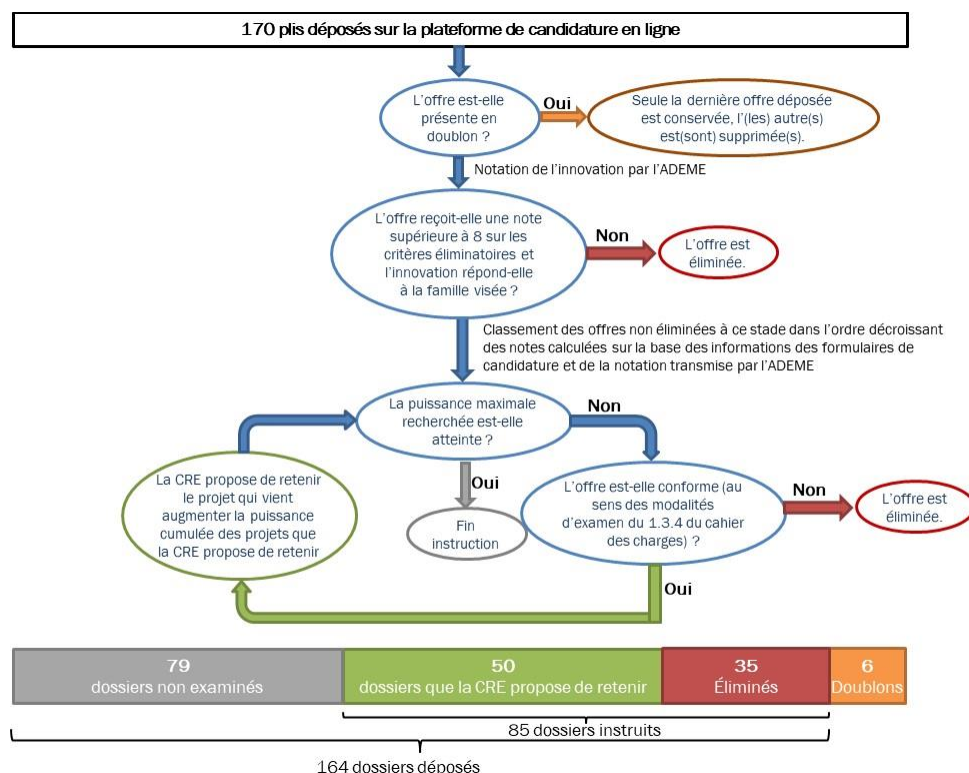 170 plis déposés sur la plateforme de candidature en ligne
L'offre est-elle
présente en
doublon ?
Oui
Seule la dernière offre déposée
est conservée, l'(les) autre(s)
est(sont) supprimée(s).
Notation de l'innovation par l'ADEME
L'offre reçoit-elle une note
supérieure à 8 sur les
critères éliminatoires et
l'innovation répond-elle
à la famille visée ?
Non
L'offre est
éliminée.
Classement des offres non éliminées à ce stade dans l'ordre décroissant
des notes calculées sur la base des informations des formulaires de
candidature et de la notation transmise par l'ADEME
La puissance maximale
recherchée est-elle
atteinte ?
Non
La CRE propose de retenir
le projet qui vient
augmenter la puissance
cumulée des projets que
la CRE propose de retenir
Oui
Fin
instruction
L'offre est-elle conforme (au
sens des modalités
d'examen du 1.3.4 du cahier
des charges) ?
Non
L'offre est
éliminée.
Oui
79
dossiers non examinés
50
dossiers que la CRE propose de retenir
35
Éliminés
6
Doublons
85 dossiers instruits
164 dossiers déposés